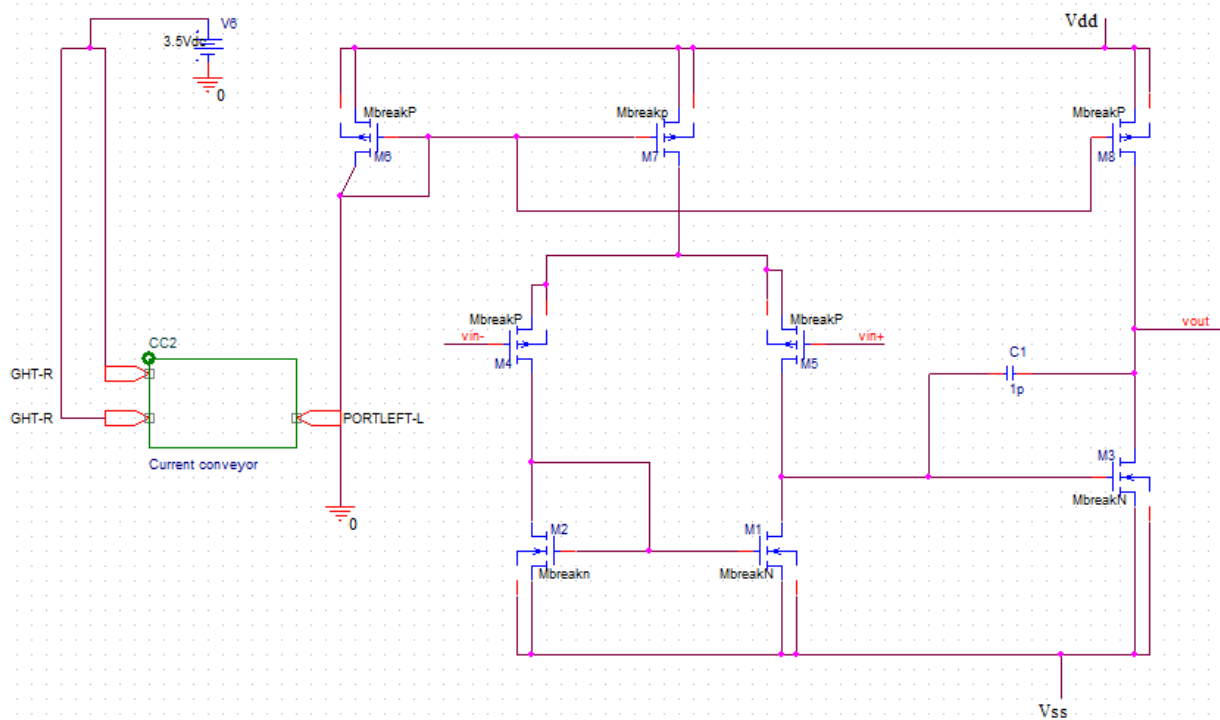 V6
3.5Vdc
0
Vdd
MbreakP
M6
Mbreakp
M7
MbreakP
M8
MbreakP
vin-
M4
MbreakP
vin+
M5
vout
C1
1p
CC2
GHT-R
GHT-R
PORTLEFT-L
Current conveyor
0
M3
MbreakN
M2
Mbreakn
M1
MbreakN
Vss